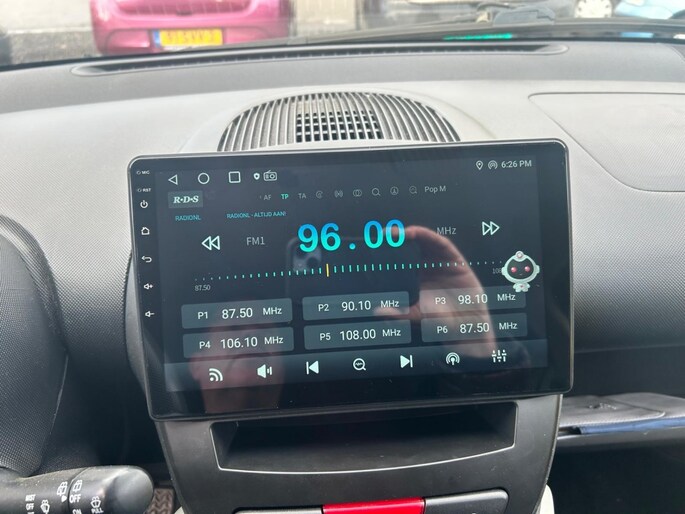 MIC
RST
6:26 PM
R·D·S
AF TP TA Pop M
RADIONL RADIONL - ALTIJD AAN!
FM1 96.00 MHz
87.50
P1 87.50 MHz P2 90.10 MHz P3 98.10 MHz
P4 106.10 MHz P5 108.00 MHz P6 87.50 MHz